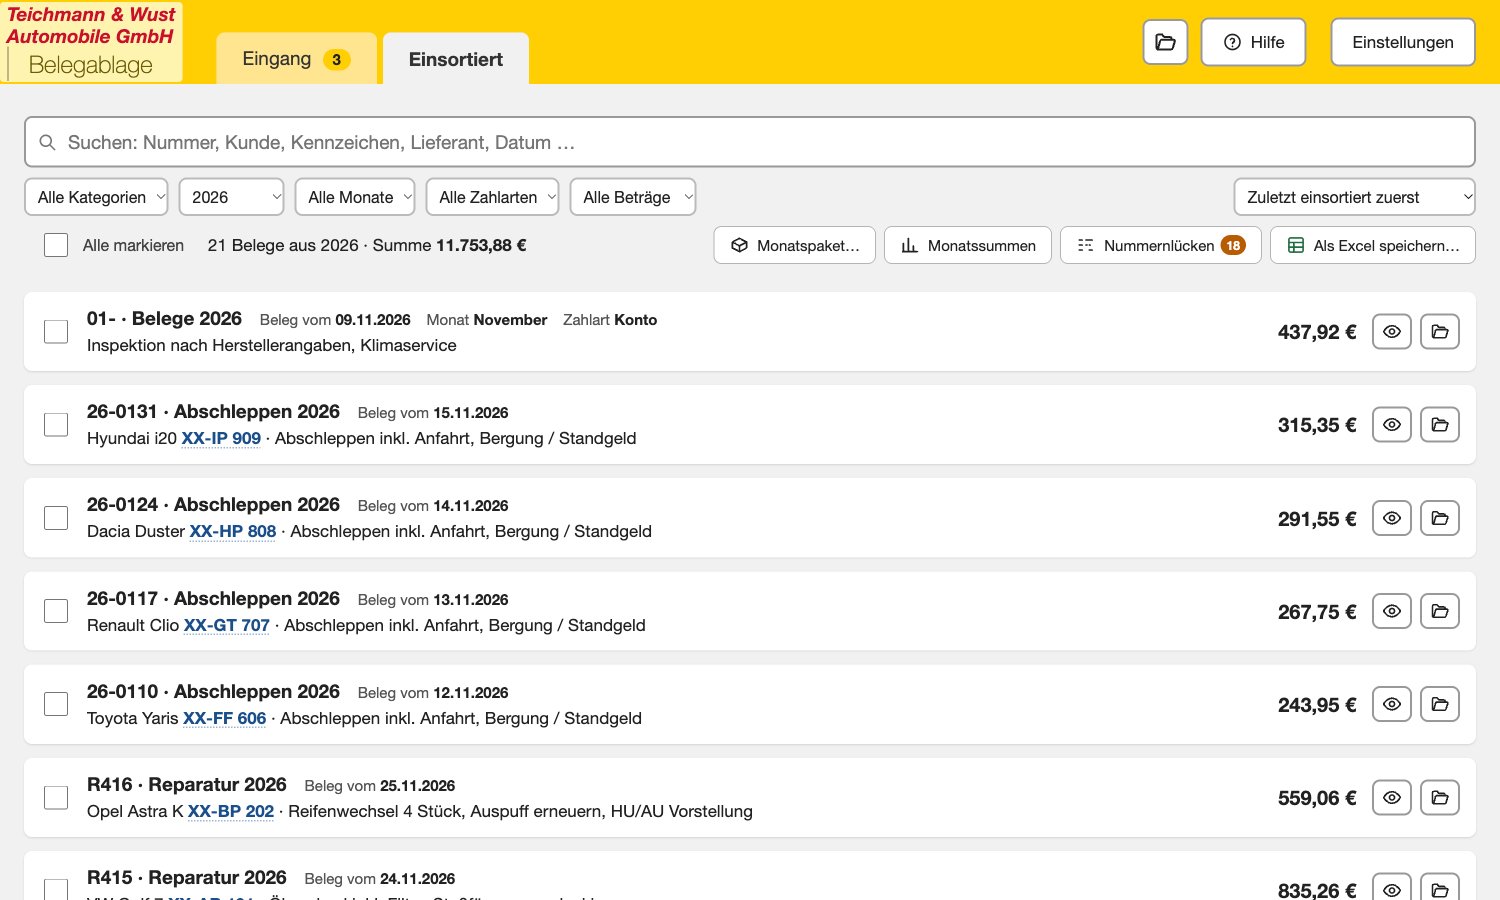 Teichmann & Wust
Automobile GmbH
Belegablage
Eingang 3
Einsortiert
Hilfe
Einstellungen
Suchen: Nummer, Kunde, Kennzeichen, Lieferant, Datum …
Alle Kategorien 2026 Alle Monate Alle Zahlarten Alle Beträge Zuletzt einsortiert zuerst
Alle markieren 21 Belege aus 2026 · Summe 11.753,88 € Monatspaket… Monatssummen Nummernlücken 18 Als Excel speichern…
01- · Belege 2026 Beleg vom 09.11.2026 Monat November Zahlart Konto
Inspektion nach Herstellerangaben, Klimaservice
437,92 €
26-0131 · Abschleppen 2026 Beleg vom 15.11.2026
Hyundai i20 XX-IP 909 · Abschleppen inkl. Anfahrt, Bergung / Standgeld
315,35 €
26-0124 · Abschleppen 2026 Beleg vom 14.11.2026
Dacia Duster XX-HP 808 · Abschleppen inkl. Anfahrt, Bergung / Standgeld
291,55 €
26-0117 · Abschleppen 2026 Beleg vom 13.11.2026
Renault Clio XX-GT 707 · Abschleppen inkl. Anfahrt, Bergung / Standgeld
267,75 €
26-0110 · Abschleppen 2026 Beleg vom 12.11.2026
Toyota Yaris XX-FF 606 · Abschleppen inkl. Anfahrt, Bergung / Standgeld
243,95 €
R416 · Reparatur 2026 Beleg vom 25.11.2026
Opel Astra K XX-BP 202 · Reifenwechsel 4 Stück, Auspuff erneuern, HU/AU Vorstellung
559,06 €
R415 · Reparatur 2026 Beleg vom 24.11.2026
835,26 €